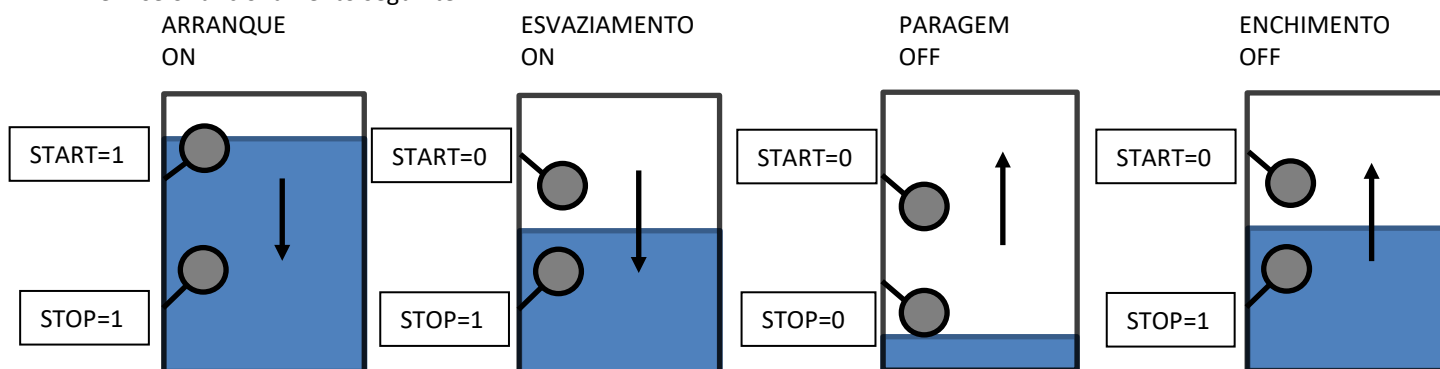 ARRANQUE
ON
ESVAZIAMENTO
ON
PARAGEM
OFF
ENCHIMENTO
OFF
START=1
START=0
START=0
START=0
STOP=1
STOP=1
STOP=0
STOP=1